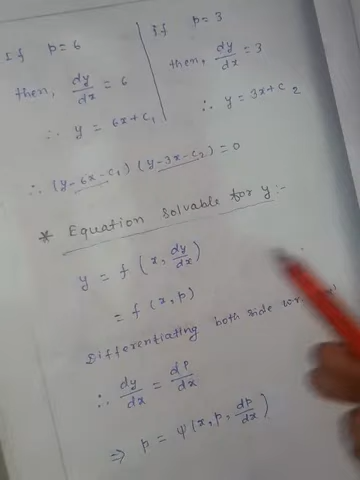 If p = 6
then, dy/dx = 6
∴ y = 6x + c₁
If p = 3
then, dy/dx = 3
∴ y = 3x + c₂
∴ (y-6x-c₁) (y-3x-c₂) = 0
* Equation solvable for y :-
y = f (x, dy/dx)
= f (x, p)
Differentiating both side w.r.
∴ dy/dx = dp/dx
⇒ p = ψ(x, p, dp/dx)